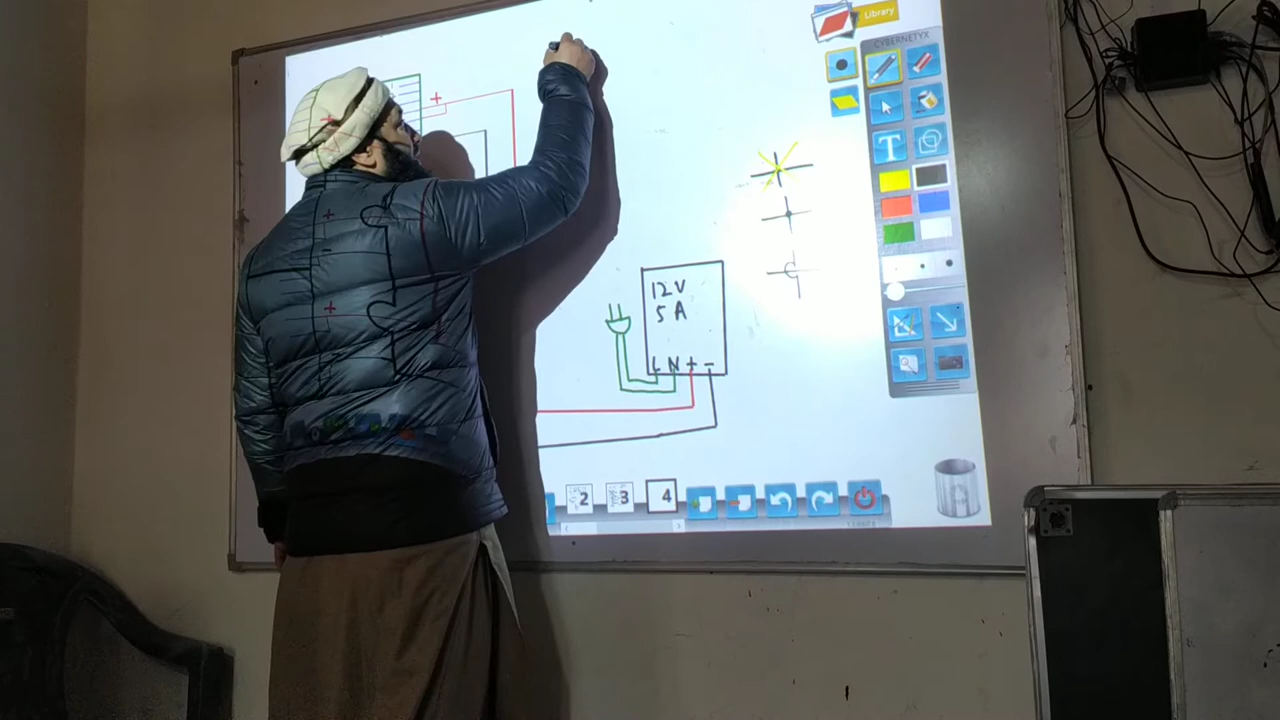 Library
CYBERNETYX
T
+
+
+
+
12V
5A
L N + -
2
3
4